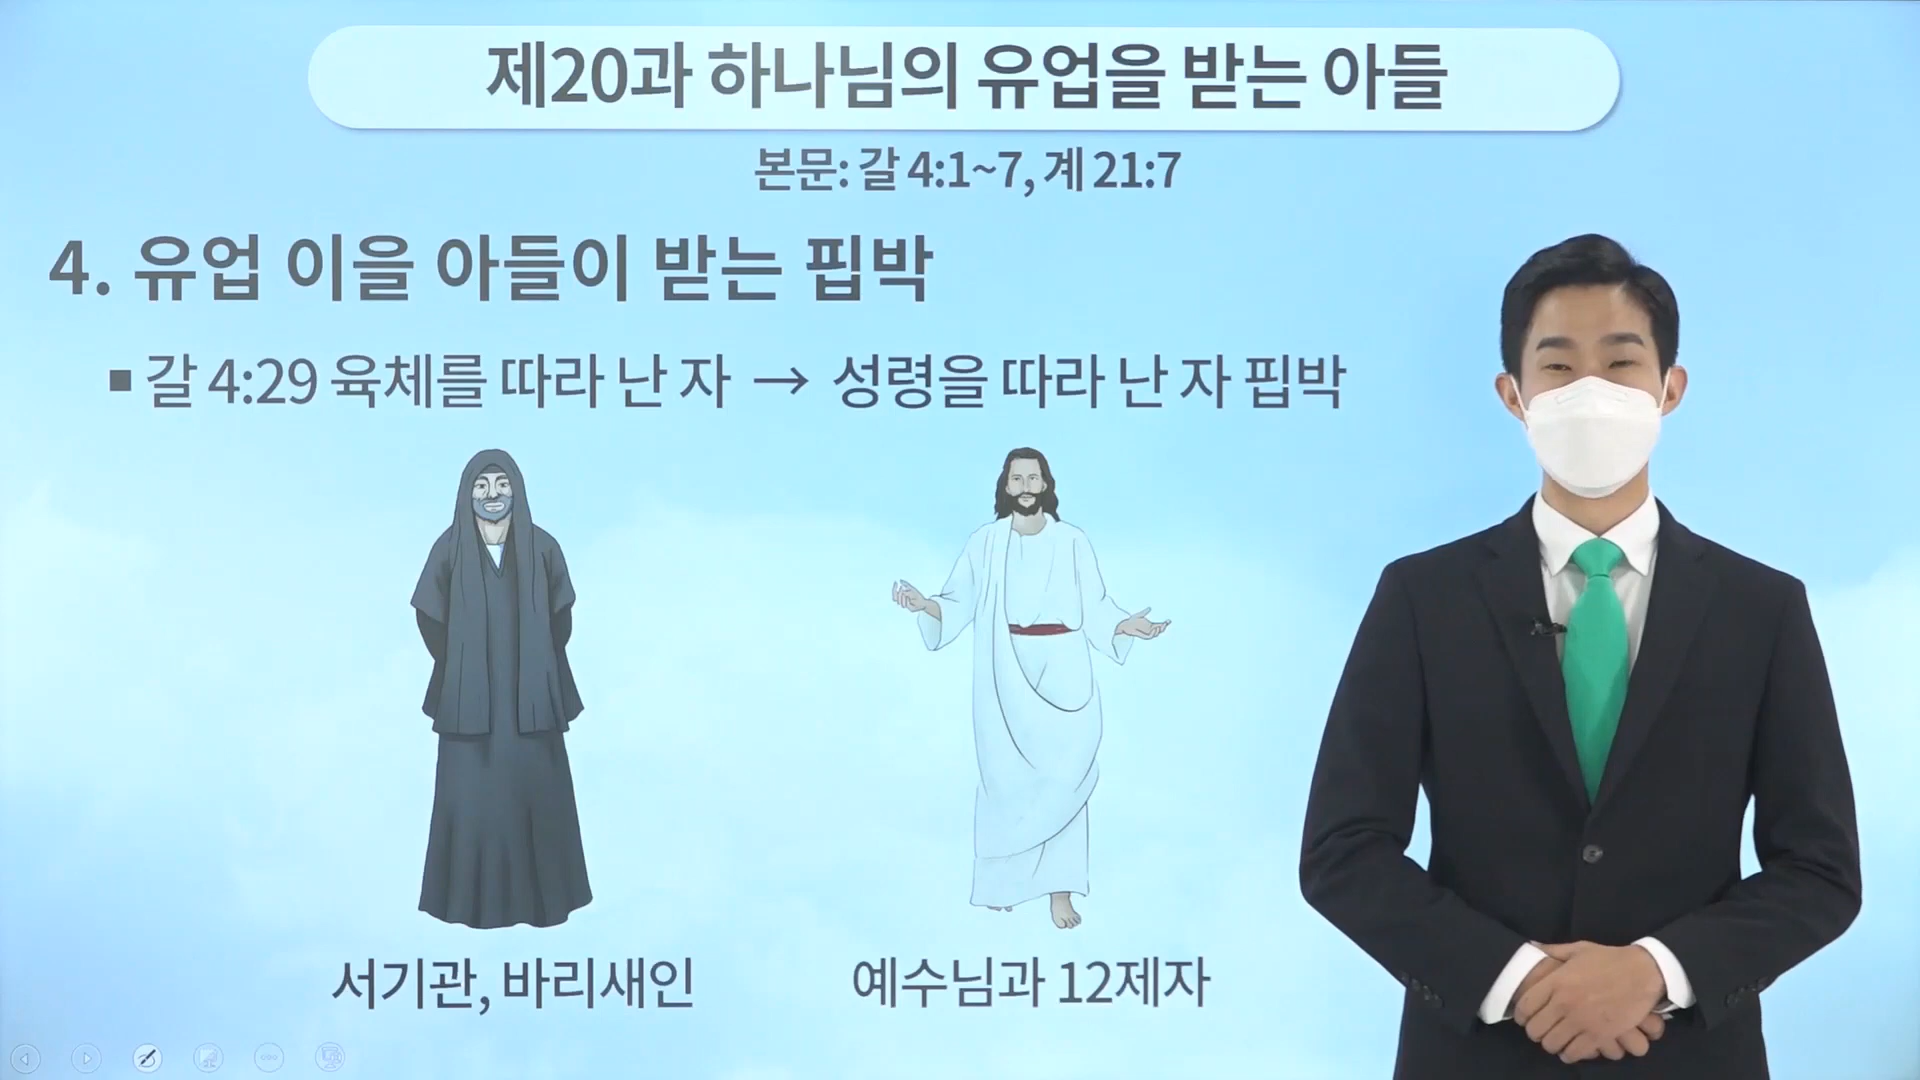 제20과 하나님의 유업을 받는 아들
본문: 갈 4:1~7, 계 21:7
4. 유업 이을 아들이 받는 핍박
▪ 갈 4:29 육체를 따라 난 자 → 성령을 따라 난 자 핍박
서기관, 바리새인
예수님과 12제자